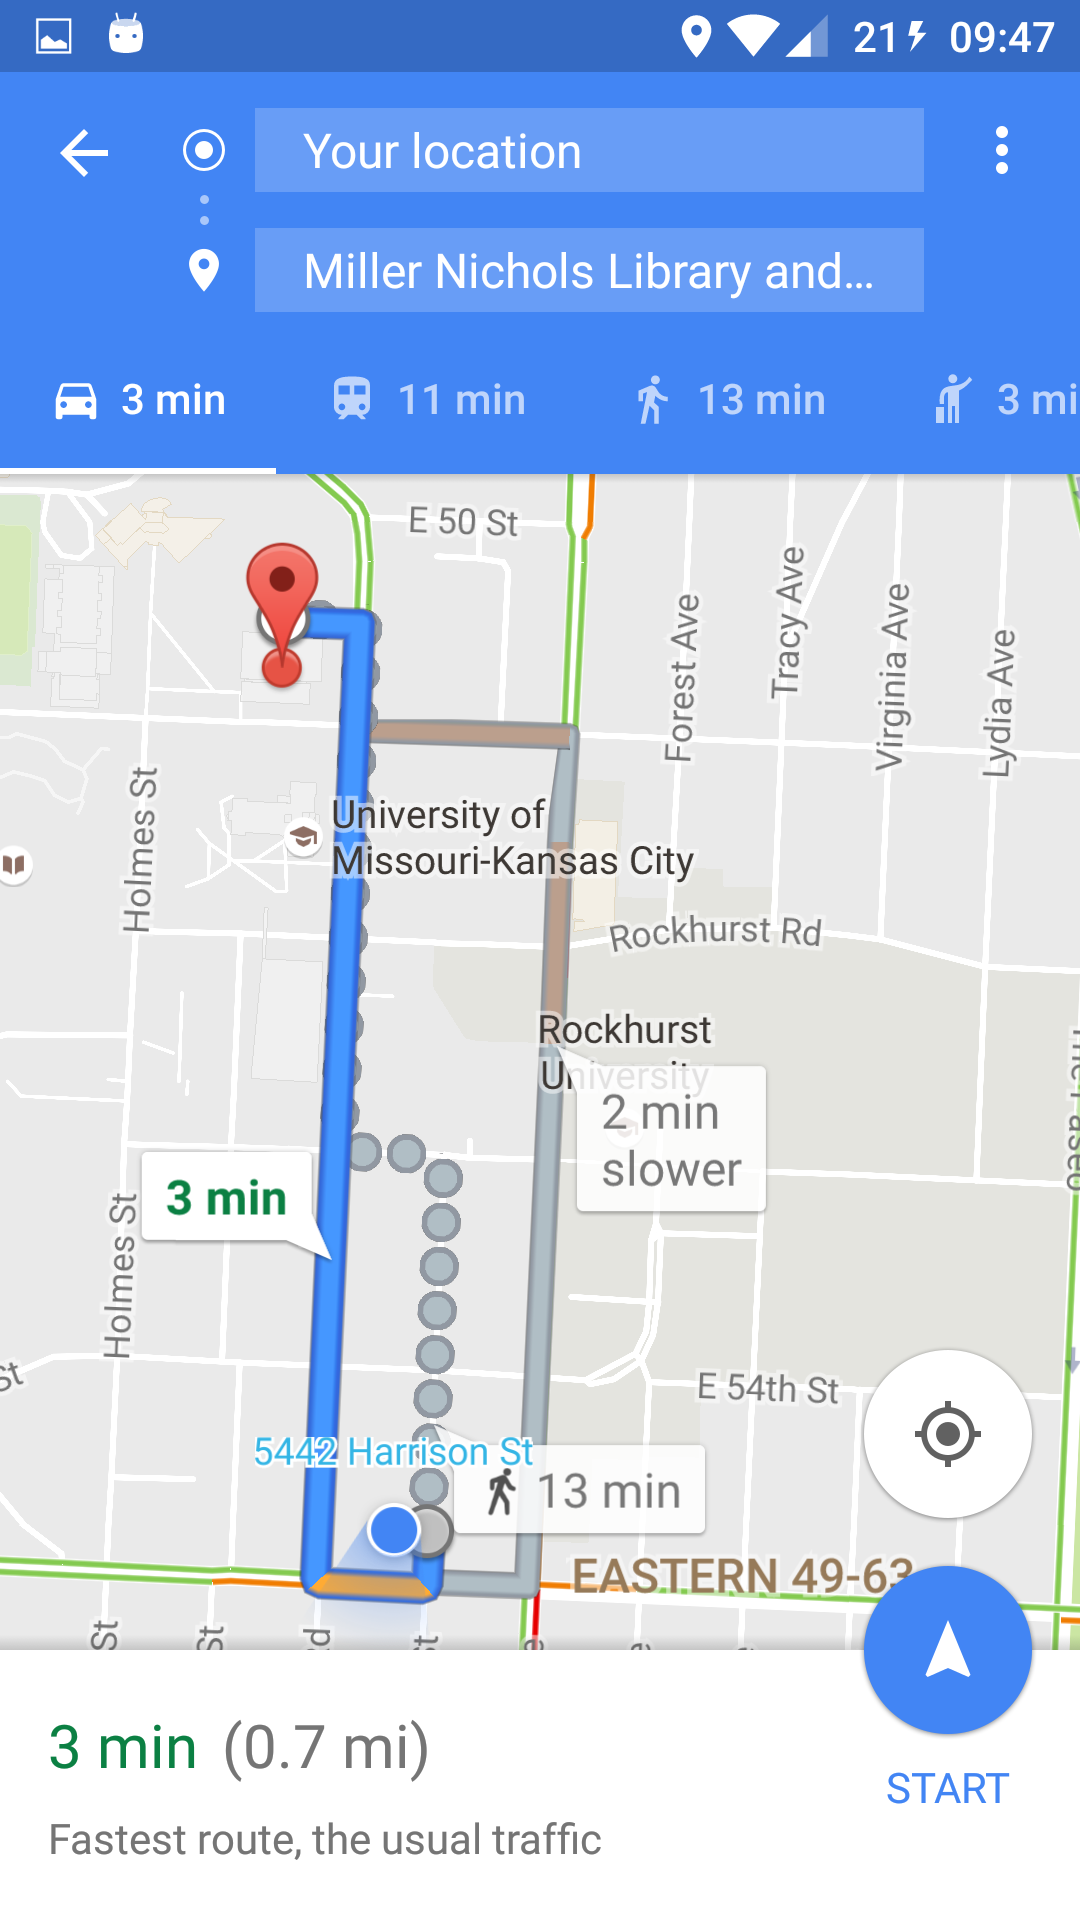 21 09:47
Your location
Miller Nichols Library and...
3 min 11 min 13 min 3 mi
E 50 St
Forest Ave
Tracy Ave
Virginia Ave
Lydia Ave
Holmes St
University of
Missouri-Kansas City
Rockhurst Rd
Rockhurst
University
2 min
slower
3 min
Holmes St
St
E 54th St
5442 Harrison St
13 min
EASTERN 49-63
St
St
3 min (0.7 mi)
START
Fastest route, the usual traffic